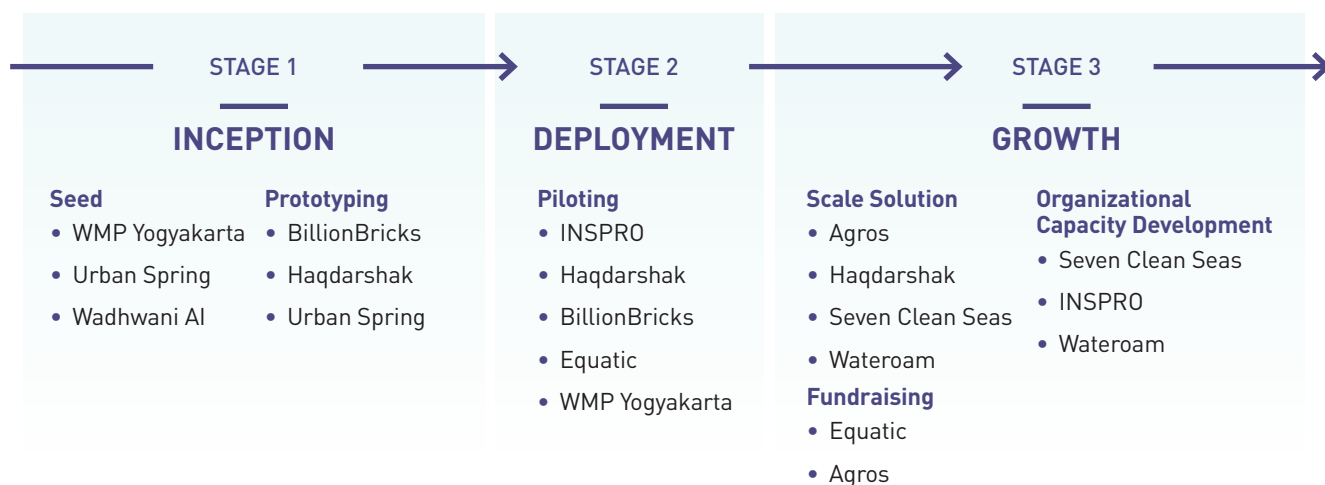 STAGE 1
INCEPTION
Seed
• WMP Yogyakarta
• Urban Spring
• Wadhwani AI
Prototyping
• BillionBricks
• Haqdarshak
• Urban Spring
STAGE 2
DEPLOYMENT
Piloting
• INSPRO
• Haqdarshak
• BillionBricks
• Equatic
• WMP Yogyakarta
STAGE 3
GROWTH
Scale Solution
• Agros
• Haqdarshak
• Seven Clean Seas
• Wateroam
Fundraising
• Equatic
• Agros
Organizational
Capacity Development
• Seven Clean Seas
• INSPRO
• Wateroam